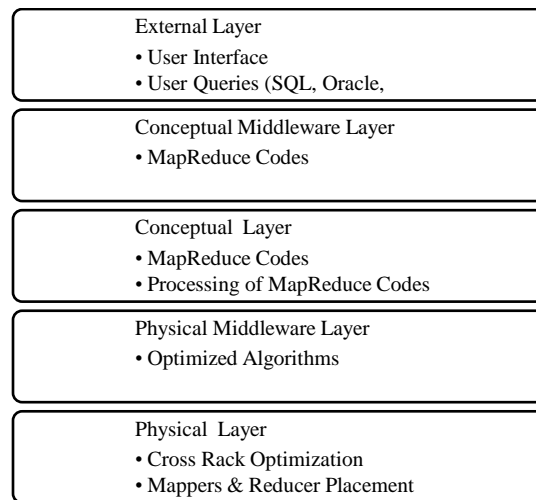 External Layer
• User Interface
• User Queries (SQL, Oracle,
Conceptual Middleware Layer
• MapReduce Codes
Conceptual Layer
• MapReduce Codes
• Processing of MapReduce Codes
Physical Middleware Layer
• Optimized Algorithms
Physical Layer
• Cross Rack Optimization
• Mappers & Reducer Placement